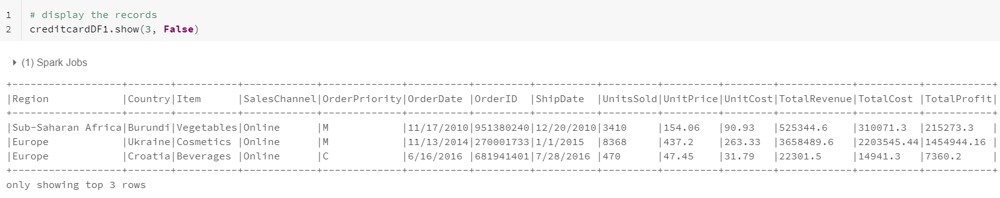 1 # display the records
2 creditcardDF1.show(3, False)
(1) Spark Jobs
+------------------+-------+----------+------------+-------------+----------+---------+----------+---------+---------+--------+------------+----------+-----------+
|Region            |Country|Item      |SalesChannel|OrderPriority|OrderDate |OrderID  |ShipDate  |UnitsSold|UnitPrice|UnitCost|TotalRevenue|TotalCost |TotalProfit|
+------------------+-------+----------+------------+-------------+----------+---------+----------+---------+---------+--------+------------+----------+-----------+
|Sub-Saharan Africa|Burundi|Vegetables|Online      |M            |11/17/2010|951380240|12/20/2010|3410     |154.06   |90.93   |525344.6    |310071.3  |215273.3   |
|Europe            |Ukraine|Cosmetics |Online      |M            |11/13/2014|270001733|1/1/2015  |8368     |437.2    |263.33  |3658489.6   |2203545.44|1454944.16 |
|Europe            |Croatia|Beverages |Online      |C            |6/16/2016 |681941401|7/28/2016 |470      |47.45    |31.79   |22301.5     |14941.3   |7360.2     |
+------------------+-------+----------+------------+-------------+----------+---------+----------+---------+---------+--------+------------+----------+-----------+
only showing top 3 rows